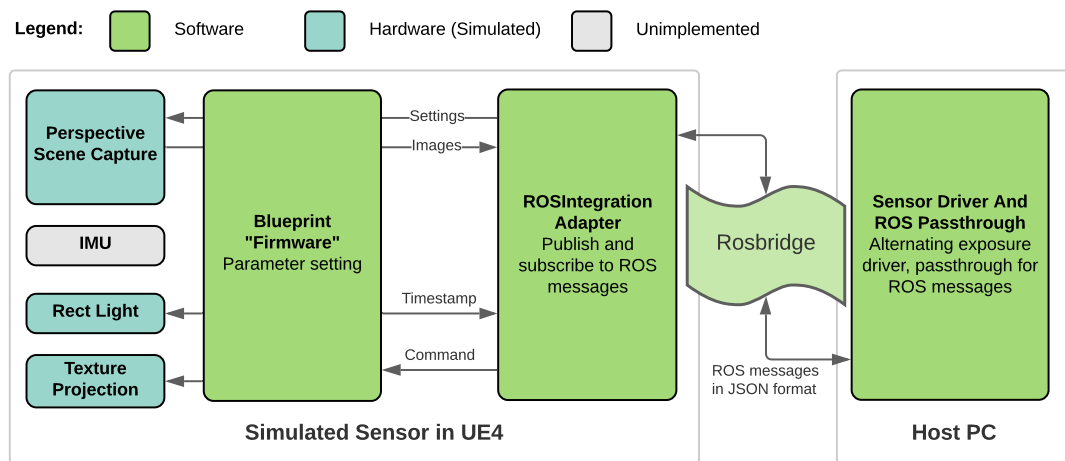 Legend:
Software
Hardware (Simulated)
Unimplemented
Perspective
Scene Capture
IMU
Rect Light
Texture
Projection
Blueprint
"Firmware"
Parameter setting
Settings
Images
Timestamp
Command
ROSIntegration
Adapter
Publish and
subscribe to ROS
messages
Rosbridge
ROS messages
in JSON format
Sensor Driver And
ROS Passthrough
Alternating exposure
driver, passthrough for
ROS messages
Simulated Sensor in UE4
Host PC